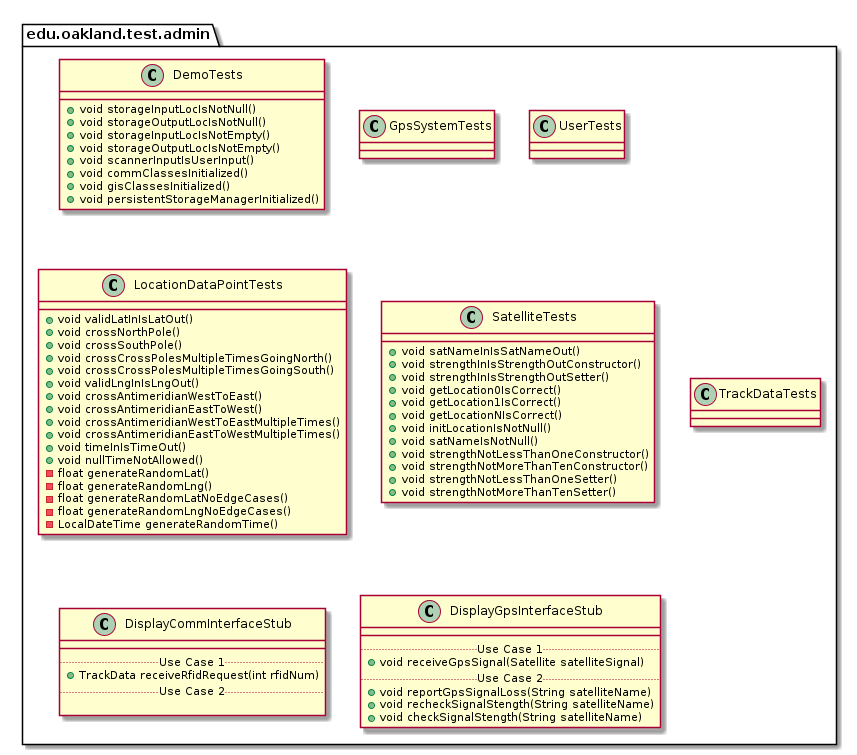 edu.oakland.test.admin
C DemoTests
void storageInputLocIsNotNull()
void storageOutputLocIsNotNull()
void storageInputLocIsNotEmpty()
void storageOutputLocIsNotEmpty()
void scannerInputIsUserInput()
void commClassesInitialized()
void gisClassesInitialized()
void persistentStorageManagerInitialized()
C GpsSystemTests
C UserTests
C LocationDataPointTests
void validLatInIsLatOut()
void crossNorthPole()
void crossSouthPole()
void crossCrossPolesMultipleTimesGoingNorth()
void crossCrossPolesMultipleTimesGoingSouth()
void validLngInIsLngOut()
void crossAntimeridianWestToEast()
void crossAntimeridianEastToWest()
void crossAntimeridianWestToEastMultipleTimes()
void crossAntimeridianEastToWestMultipleTimes()
void timeInIsTimeOut()
void nullTimeNotAllowed()
float generateRandomLat()
float generateRandomLng()
float generateRandomLatNoEdgeCases()
float generateRandomLngNoEdgeCases()
LocalDateTime generateRandomTime()
C SatelliteTests
void satNameInIsSatNameOut()
void strengthInIsStrengthOutConstructor()
void strengthInIsStrengthOutSetter()
void getLocation0IsCorrect()
void getLocation1IsCorrect()
void getLocationNIsCorrect()
void initLocationIsNotNull()
void satNameIsNotNull()
void strengthNotLessThanOneConstructor()
void strengthNotMoreThanTenConstructor()
void strengthNotLessThanOneSetter()
void strengthNotMoreThanTenSetter()
C TrackDataTests
C DisplayCommInterfaceStub
Use Case 1
TrackData receiveRfidRequest(int rfidNum)
Use Case 2
C DisplayGpsInterfaceStub
Use Case 1
void receiveGpsSignal(Satellite satelliteSignal)
Use Case 2
void reportGpsSignalLoss(String satelliteName)
void recheckSignalStength(String satelliteName)
void checkSignalStength(String satelliteName)